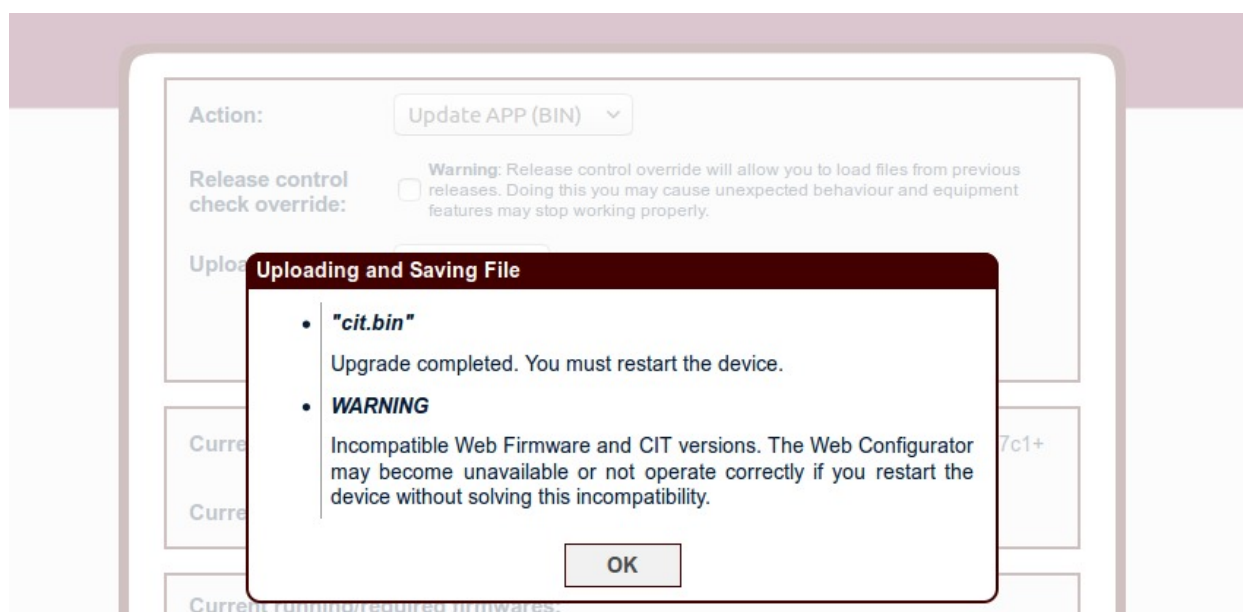 Action:
Update APP (BIN)
Release control
check override:
Warning: Release control override will allow you to load files from previous
releases. Doing this you may cause unexpected behaviour and equipment
features may stop working properly.
Uploa
Uploading and Saving File
"cit.bin"
Upgrade completed. You must restart the device.
WARNING
Incompatible Web Firmware and CIT versions. The Web Configurator
may become unavailable or not operate correctly if you restart the
device without solving this incompatibility.
Curre
7c1+
Curre
OK
Current running/required firmwares: